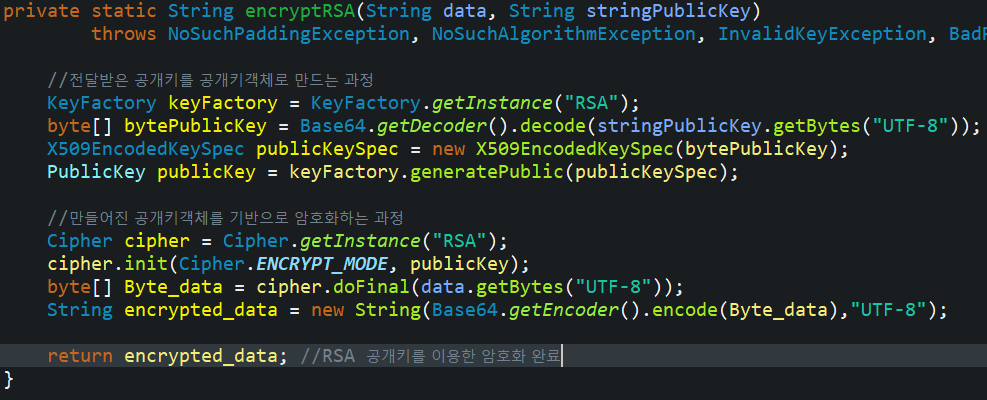 private static String encryptRSA(String data, String stringPublicKey)
throws NoSuchPaddingException, NoSuchAlgorithmException, InvalidKeyException,
//전달받은 공개키를 공개키객체로 만드는 과정
KeyFactory keyFactory = KeyFactory.getInstance("RSA");
byte[] bytePublicKey = Base64.getDecoder().decode(stringPublicKey.getBytes("UTF-8"));
X509EncodedKeySpec publicKeySpec = new X509EncodedKeySpec(bytePublicKey);
PublicKey publicKey = keyFactory.generatePublic(publicKeySpec);
//만들어진 공개키객체를 기반으로 암호화하는 과정
Cipher cipher = Cipher.getInstance("RSA");
cipher.init(Cipher.ENCRYPT_MODE, publicKey);
byte[] Byte_data = cipher.doFinal(data.getBytes("UTF-8"));
String encrypted_data = new String(Base64.getEncoder().encode(Byte_data),"UTF-8");
return encrypted_data; //RSA 공개키를 이용한 암호화 완료
}